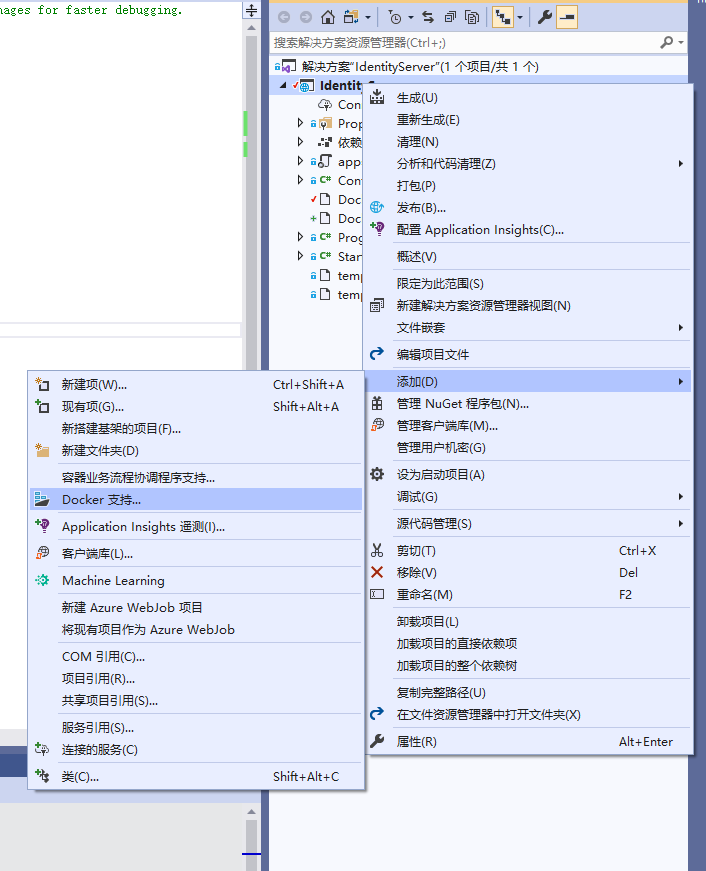 ages for faster debugging.
搜索解决方案资源管理器(Ctrl+;)
解决方案"IdentityServer"(1 个项目/共 1 个)
Con
Prop
依赖
app
C# Con
Doc
Doc
C# Prog
C# Star
temp
temp
生成(U)
重新生成(E)
清理(N)
分析和代码清理(Z)
打包(P)
发布(B)...
配置 Application Insights(C)...
概述(V)
限定为此范围(S)
新建解决方案资源管理器视图(N)
文件嵌套
编辑项目文件
添加(D)
管理 NuGet 程序包(N)...
管理客户端库(M)...
管理用户机密(G)
设为启动项目(A)
调试(G)
源代码管理(S)
剪切(T) Ctrl+X
移除(V) Del
重命名(M) F2
卸载项目(L)
加载项目的直接依赖项
加载项目的整个依赖树
复制完整路径(U)
在文件资源管理器中打开文件夹(X)
属性(R) Alt+Enter
新建项(W)... Ctrl+Shift+A
现有项(G)... Shift+Alt+A
新搭建基架的项目(F)...
新建文件夹(D)
容器业务流程协调程序支持...
Docker 支持...
Application Insights 遥测(I)...
客户端库(L)...
Machine Learning
新建 Azure WebJob 项目
将现有项目作为 Azure WebJob
COM 引用(C)...
项目引用(R)...
共享项目引用(S)...
服务引用(S)...
连接的服务(C)
类(C)... Shift+Alt+C